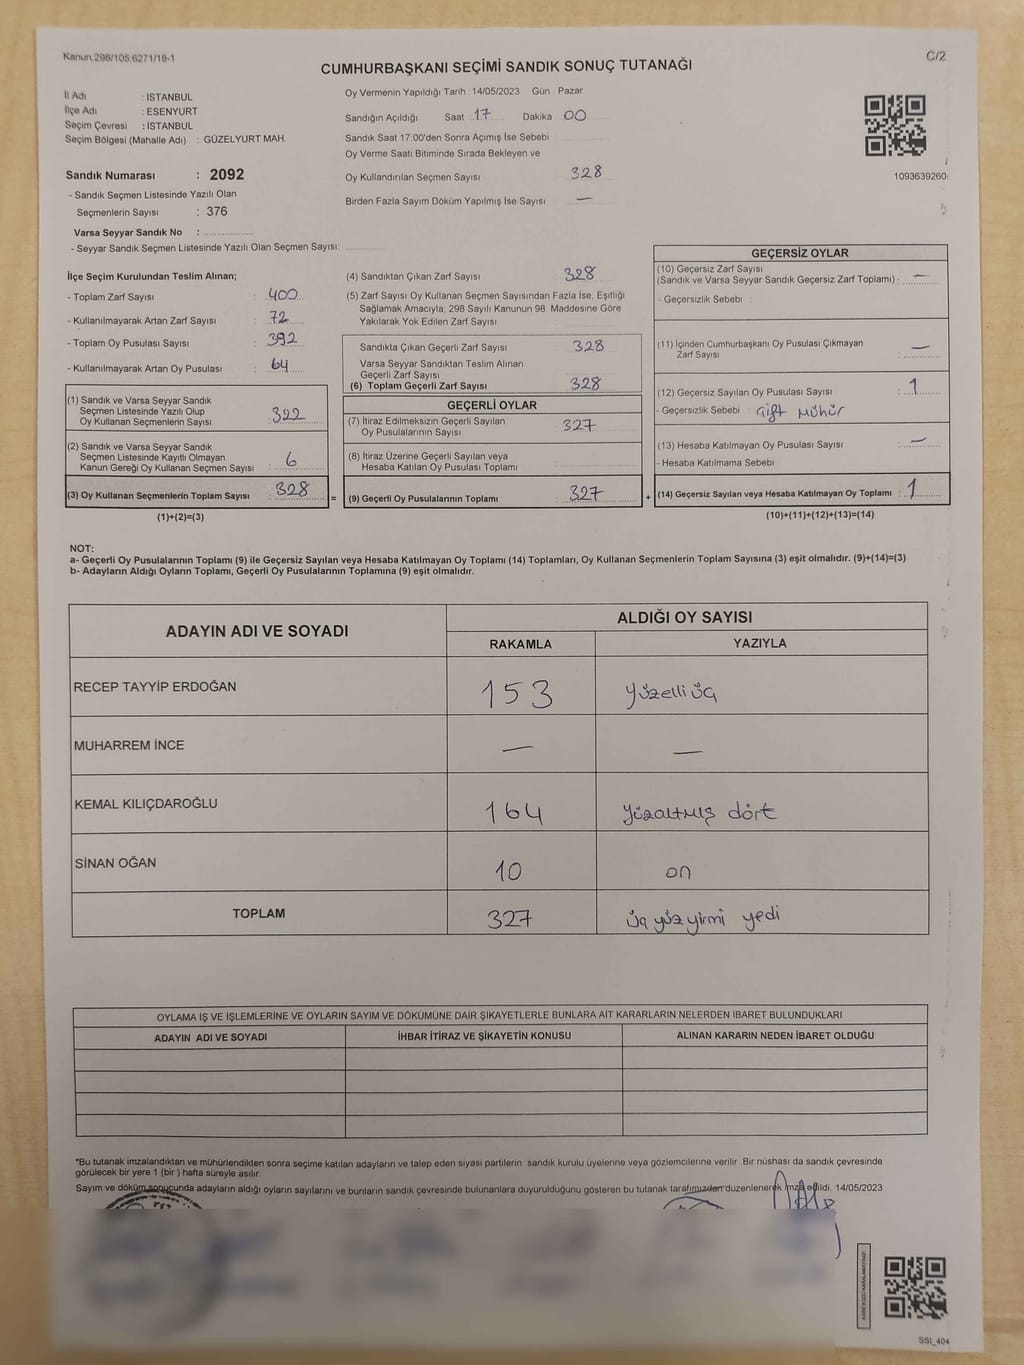 Kanun.298/105;6271/18-1
C/2
CUMHURBAŞKANI SEÇİMİ SANDIK SONUÇ TUTANAĞI
İl Adı : İSTANBUL
İlçe Adı : ESENYURT
Seçim Çevresi : İSTANBUL
Seçim Bölgesi (Mahalle Adı) : GÜZELYURT MAH.
Oy Vermenin Yapıldığı Tarih :14/05/2023 Gün : Pazar
Sandığın Açıldığı Saat 17 Dakika 00
Sandık Saat 17:00'den Sonra Açımış İse Sebebi
Oy Verme Saati Bitiminde Sırada Bekleyen ve
Oy Kullandırılan Seçmen Sayısı 328
Birden Fazla Sayım Döküm Yapılmış İse Sayısı —
1093639260
Sandık Numarası : 2092
- Sandık Seçmen Listesinde Yazılı Olan
Seçmenlerin Sayısı : 376
Varsa Seyyar Sandık No :
- Seyyar Sandık Seçmen Listesinde Yazılı Olan Seçmen Sayısı:
İlçe Seçim Kurulundan Teslim Alınan;
- Toplam Zarf Sayısı : 400
- Kullanılmayarak Artan Zarf Sayısı : 72
- Toplam Oy Pusulası Sayısı : 392
- Kullanılmayarak Artan Oy Pusulası : 64
(1) Sandık ve Varsa Seyyar Sandık
Seçmen Listesinde Yazılı Olup
Oy Kullanan Seçmenlerin Sayısı : 322
(2) Sandık ve Varsa Seyyar Sandık
Seçmen Listesinde Kayıtlı Olmayan
Kanun Gereği Oy Kullanan Seçmen Sayısı : 6
(3) Oy Kullanan Seçmenlerin Toplam Sayısı : 328
(1)+(2)=(3)
=
(4) Sandıktan Çıkan Zarf Sayısı : 328
(5) Zarf Sayısı Oy Kullanan Seçmen Sayısından Fazla İse, Eşitliği
Sağlamak Amacıyla; 298 Sayılı Kanunun 98. Maddesine Göre
Yakılarak Yok Edilen Zarf Sayısı :
Sandıkta Çıkan Geçerli Zarf Sayısı : 328
Varsa Seyyar Sandıktan Teslim Alınan
Geçerli Zarf Sayısı :
(6) Toplam Geçerli Zarf Sayısı : 328
GEÇERLİ OYLAR
(7) İtiraz Edilmeksizin Geçerli Sayılan
Oy Pusulalarının Sayısı : 327
(8) İtiraz Üzerine Geçerli Sayılan veya
Hesaba Katılan Oy Pusulası Toplamı :
(9) Geçerli Oy Pusulalarının Toplamı : 327
+
GEÇERSİZ OYLAR
(10) Geçersiz Zarf Sayısı
(Sandık ve Varsa Seyyar Sandık Geçersiz Zarf Toplamı) : —
- Geçersizlik Sebebi :
(11) İçinden Cumhurbaşkanı Oy Pusulası Çıkmayan
Zarf Sayısı : —
(12) Geçersiz Sayılan Oy Pusulası Sayısı : 1
- Geçersizlik Sebebi : Çift Mühür
(13) Hesaba Katılmayan Oy Pusulası Sayısı : —
- Hesaba Katılmama Sebebi :
(14) Geçersiz Sayılan veya Hesaba Katılmayan Oy Toplamı : 1
(10)+(11)+(12)+(13)=(14)
NOT:
a- Geçerli Oy Pusulalarının Toplamı (9) ile Geçersiz Sayılan veya Hesaba Katılmayan Oy Toplamı (14) Toplamları, Oy Kullanan Seçmenlerin Toplam Sayısına (3) eşit olmalıdır. (9)+(14)=(3)
b- Adayların Aldığı Oyların Toplamı, Geçerli Oy Pusulalarının Toplamına (9) eşit olmalıdır.
ADAYIN ADI VE SOYADI
ALDIĞI OY SAYISI
RAKAMLA YAZIYLA
RECEP TAYYİP ERDOĞAN 153 yüzelliüç
MUHARREM İNCE — —
KEMAL KILIÇDAROĞLU 164 yüzaltmış dört
SİNAN OĞAN 10 on
TOPLAM 327 üçyüzyirmi yedi
OYLAMA İŞ VE İŞLEMLERİNE VE OYLARIN SAYIM VE DÖKÜMÜNE DAİR ŞİKAYETLERLE BUNLARA AİT KARARLARIN NELERDEN İBARET BULUNDUKLARI
ADAYIN ADI VE SOYADI İHBAR İTİRAZ VE ŞİKAYETİN KONUSU ALINAN KARARIN NEDEN İBARET OLDUĞU
*Bu tutanak imzalandıktan ve mühürlendikten sonra seçime katılan adayların ve talep eden siyasi partilerin sandık kurulu üyelerine veya gözlemcilerine verilir .Bir nüshası da sandık çevresinde
görülecek bir yere 1 (bir ) hafta süreyle asılır.
Sayım ve döküm sonucunda adayların aldığı oyların sayılarını ve bunların sandık çevresinde bulunanlara duyurulduğunu gösteren bu tutanak tarafımızdan düzenlenerek imza edildi. 14/05/2023
SSI_404